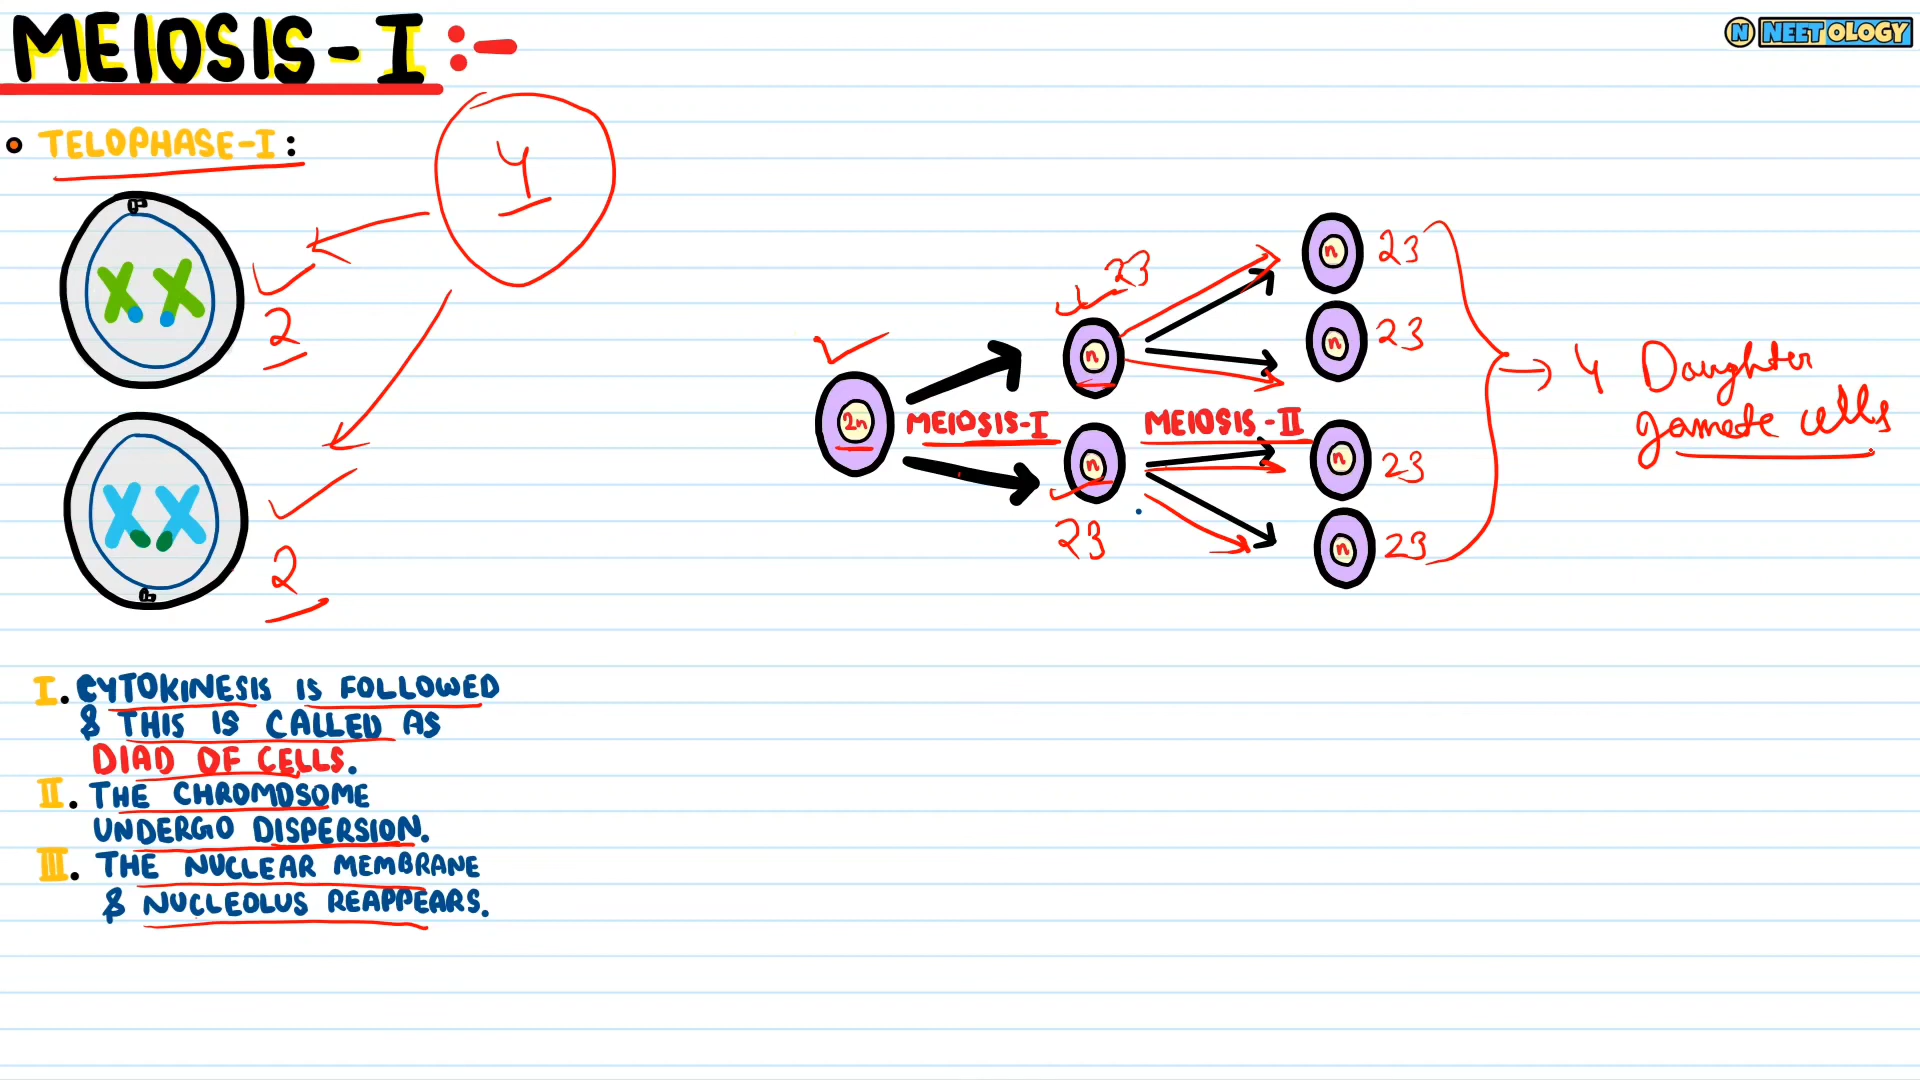 MEIOSIS-I :-
N NEETOLOGY
• TELOPHASE-I :
4
2
2
2n
MEIOSIS-I
n
23
n
23
MEIOSIS-II
n
23
n
23
n
23
n
23
→ 4 Daughter
gamete cells
I. CYTOKINESIS IS FOLLOWED
& THIS IS CALLED AS
DIAD OF CELLS.
II. THE CHROMOSOME
UNDERGO DISPERSION.
III. THE NUCLEAR MEMBRANE
& NUCLEOLUS REAPPEARS.